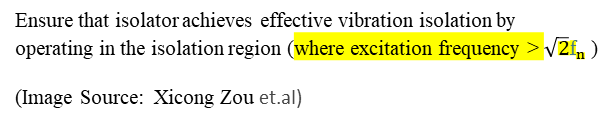 Ensure that isolator achieves effective vibration isolation by
operating in the isolation region (where excitation frequency > √2fₙ )
(Image Source: Xicong Zou et.al)